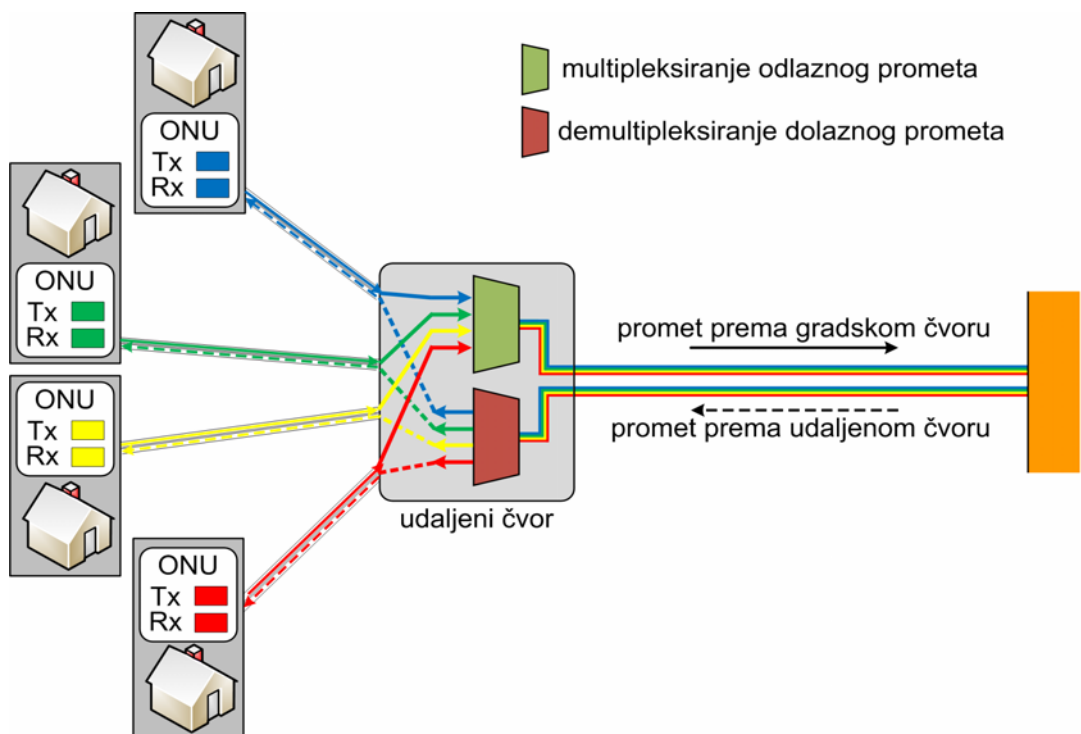 ONU
Tx
Rx
multipleksiranje odlaznog prometa
demultipleksiranje dolaznog prometa
ONU
Tx
Rx
promet prema gradskom čvoru
ONU
Tx
Rx
promet prema udaljenom čvoru
udaljeni čvor
ONU
Tx
Rx